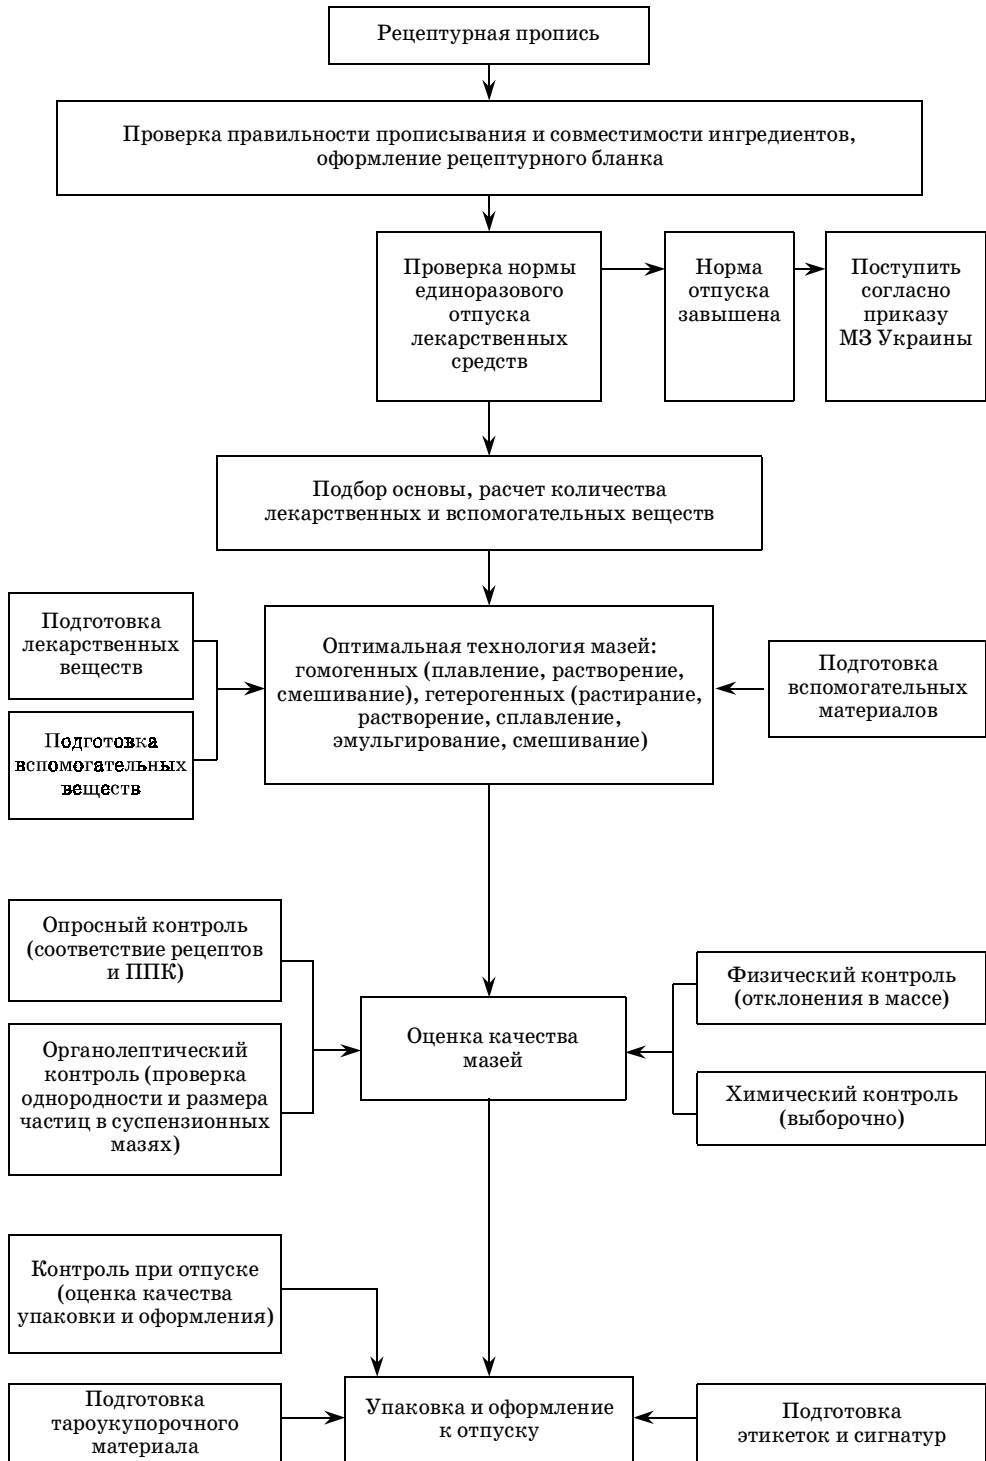 Рецептурная пропись
Проверка правильности прописывания и совместимости ингредиентов,
оформление рецептурного бланка
Проверка нормы
единоразового
отпуска
лекарственных
средств
Норма
отпуска
завышена
Поступить
согласно
приказу
МЗ Украины
Подбор основы, расчет количества
лекарственных и вспомогательных веществ
Подготовка
лекарственных
веществ
Подготовка
вспомогательных
веществ
Оптимальная технология мазей:
гомогенных (плавление, растворение,
смешивание), гетерогенных (растирание,
растворение, сплавление,
эмульгирование, смешивание)
Подготовка
вспомогательных
материалов
Опросный контроль
(соответствие рецептов
и ППК)
Органолептический
контроль (проверка
однородности и размера
частиц в суспензионных
мазях)
Оценка качества
мазей
Физический контроль
(отклонения в массе)
Химический контроль
(выборочно)
Контроль при отпуске
(оценка качества
упаковки и оформления)
Подготовка
тароукупорочного
материала
Упаковка и оформление
к отпуску
Подготовка
этикеток и сигнатур